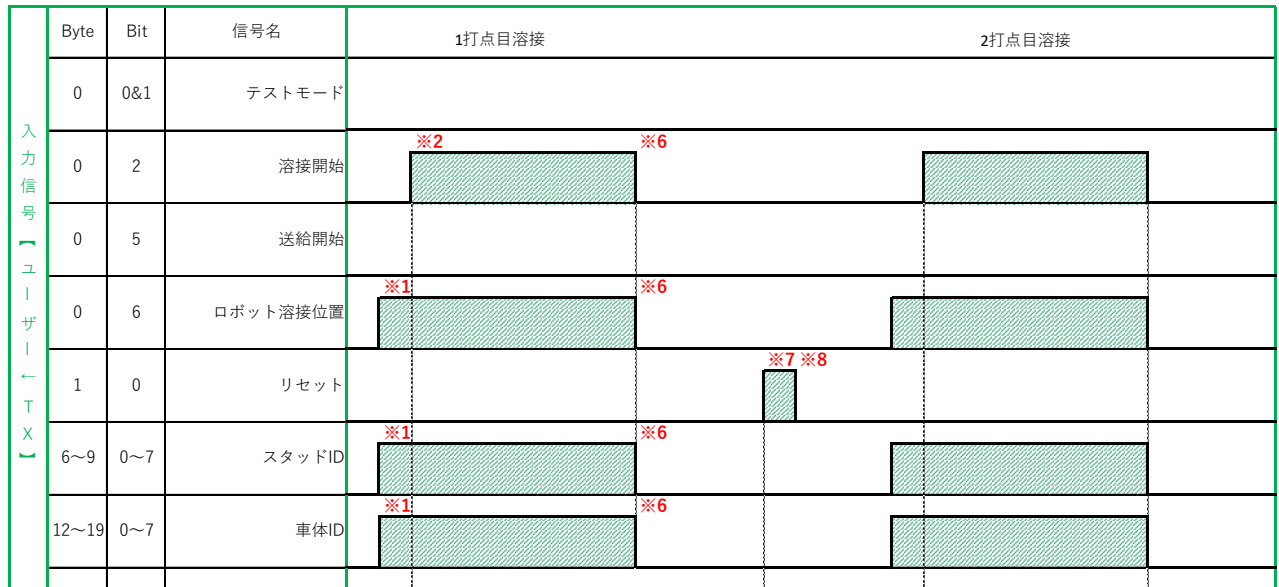 Byte Bit 信号名 1打点目溶接 2打点目溶接
入力信号【ユーザー←TX】
0 0&1 テストモード
※2 ※6
0 2 溶接開始
0 5 送給開始
※1 ※6
0 6 ロボット溶接位置
※7 ※8
1 0 リセット
※1 ※6
6～9 0～7 スタッドID
※1 ※6
12～19 0～7 車体ID